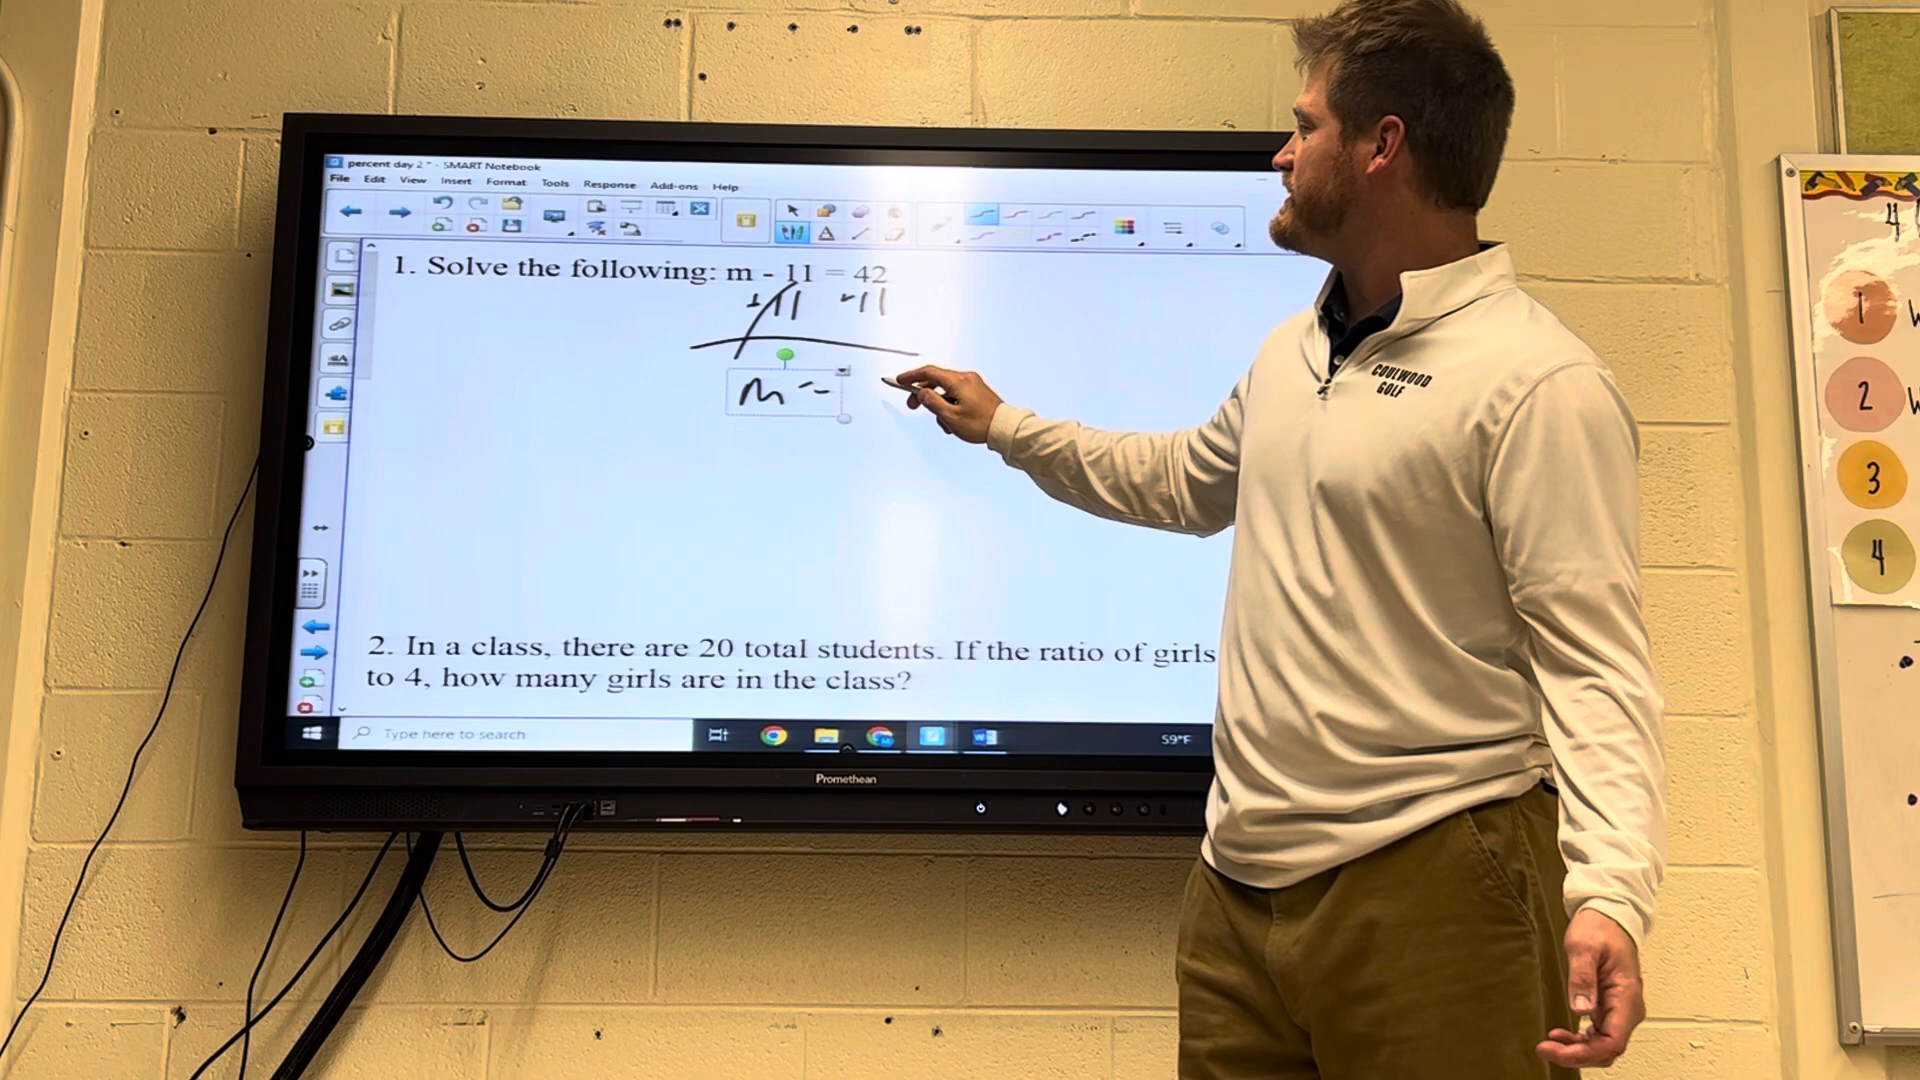 percent day 2 * - SMART Notebook
File Edit View Insert Format Tools Response Add-ons Help
1. Solve the following: m - 11 = 42
+11 +11
m =
2. In a class, there are 20 total students. If the ratio of girls
to 4, how many girls are in the class?
Type here to search
59°F
Promethean
COULWOOD
GOLF
4
1 W
2 W
3
4